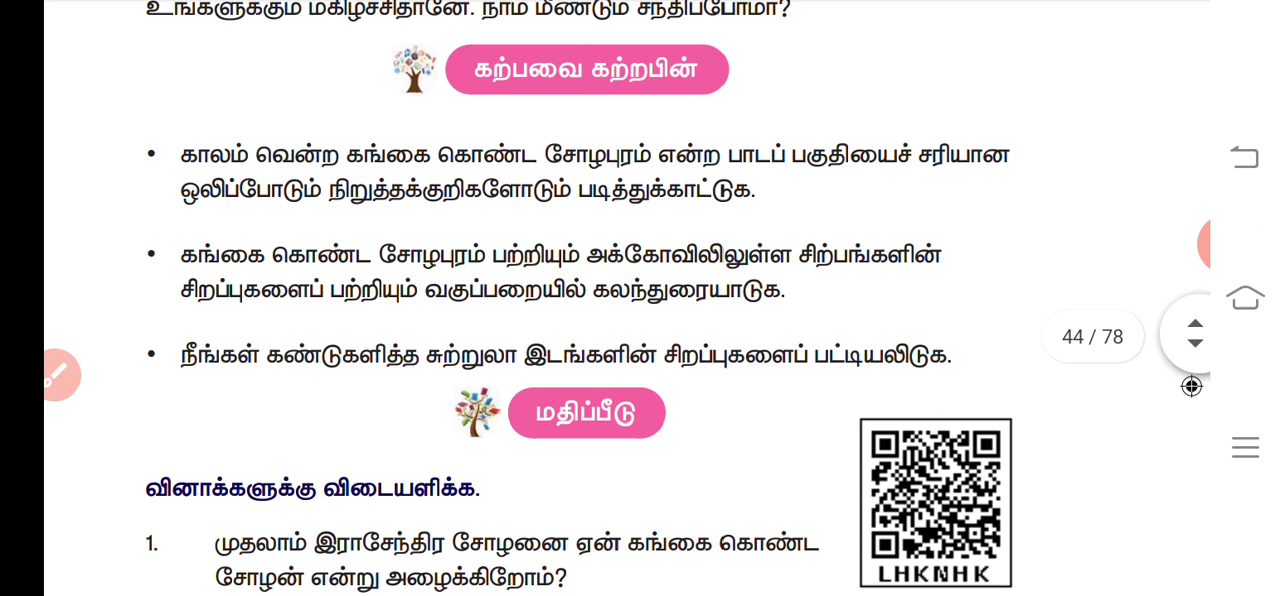 உங்களுக்கும் மகிழ்ச்சிதானே. நாம் மீண்டும் சந்திப்போமா?
கற்பவை கற்றபின்
• காலம் வென்ற கங்கை கொண்ட சோழபுரம் என்ற பாடப் பகுதியைச் சரியான
ஒலிப்போடும் நிறுத்தக்குறிகளோடும் படித்துக்காட்டுக.
• கங்கை கொண்ட சோழபுரம் பற்றியும் அக்கோவிலிலுள்ள சிற்பங்களின்
சிறப்புகளைப் பற்றியும் வகுப்பறையில் கலந்துரையாடுக.
• நீங்கள் கண்டுகளித்த சுற்றுலா இடங்களின் சிறப்புகளைப் பட்டியலிடுக.
44 / 78
மதிப்பீடு
வினாக்களுக்கு விடையளிக்க.
1. முதலாம் இராசேந்திர சோழனை ஏன் கங்கை கொண்ட
சோழன் என்று அழைக்கிறோம்?
LHKNHK